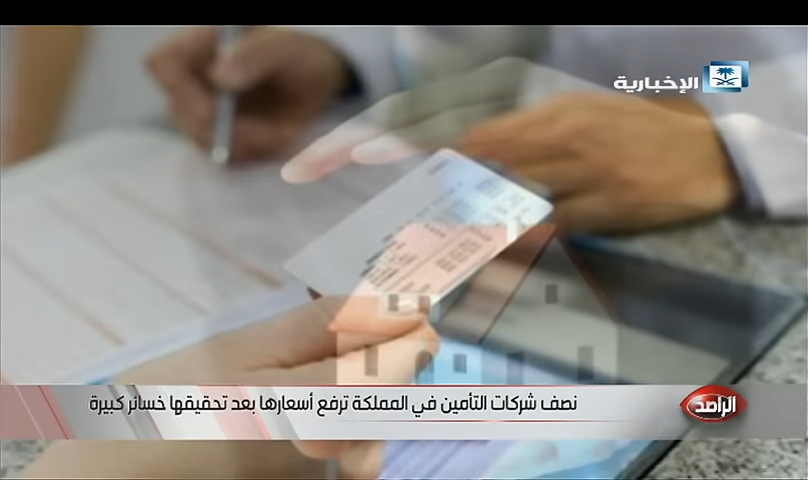 الإخبارية
نصف شركات التأمين في المملكة ترفع أسعارها بعد تحقيقها خسائر كبيرة
الراصد